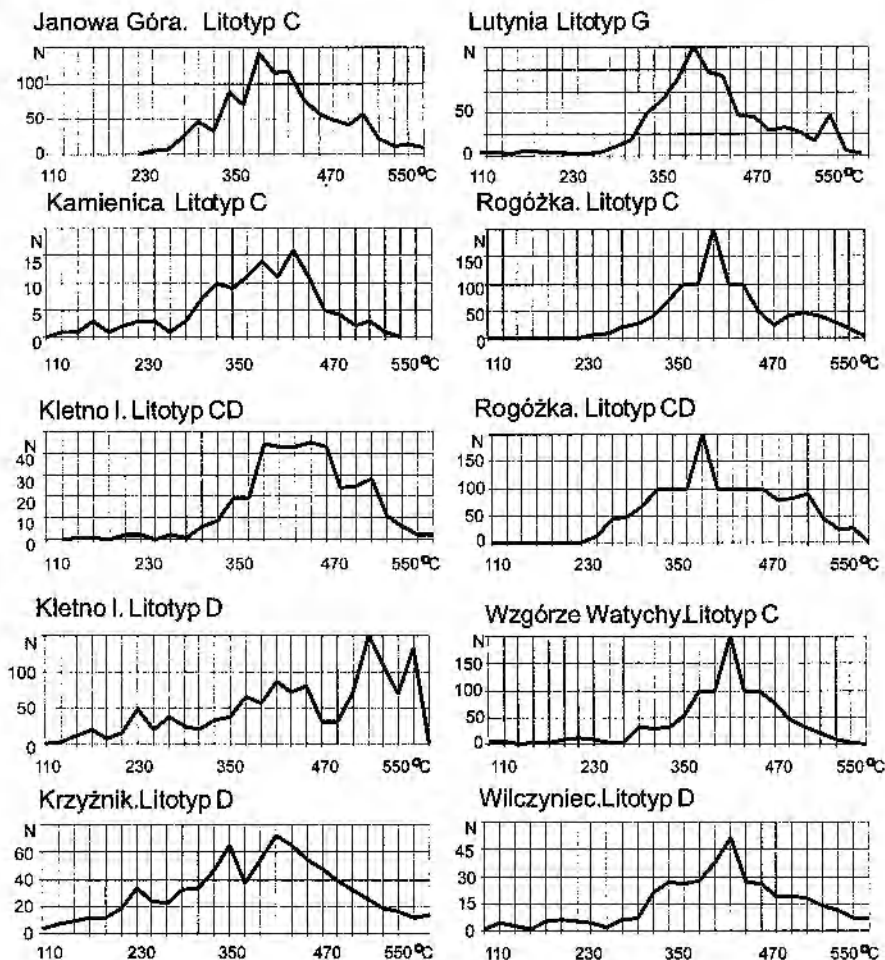 Janowa Góra. Litotyp C
N
100
50
0
110 230 350 470 550°C
Lutynia Litotyp G
N
50
0
110 230 350 470 550°C
Kamienica Litotyp C
N
15
10
5
0
110 230 350 470 550°C
Rogóżka. Litotyp C
N
150
100
50
0
110 230 350 470 550°C
Kletno I. Litotyp CD
N
40
30
20
10
0
110 230 350 470 550°C
Rogóżka. Litotyp CD
N
150
100
50
0
110 230 350 470 550°C
Kletno I. Litotyp D
N
100
50
0
110 230 350 470 550°C
Wzgórze Watychy.Litotyp C
N
150
100
50
0
110 230 350 470 550°C
Krzyżnik.Litotyp D
N
60
40
20
0
110 230 350 470 550°C
Wilczyniec.Litotyp D
N
45
30
15
0
110 230 350 470 550°C